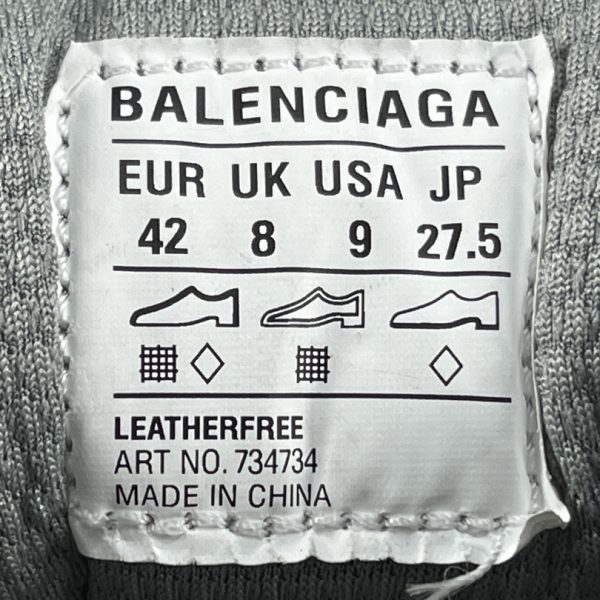 BALENCIAGA
EUR UK USA JP
42 8 9 27.5
LEATHERFREE
ART NO. 734734
MADE IN CHINA